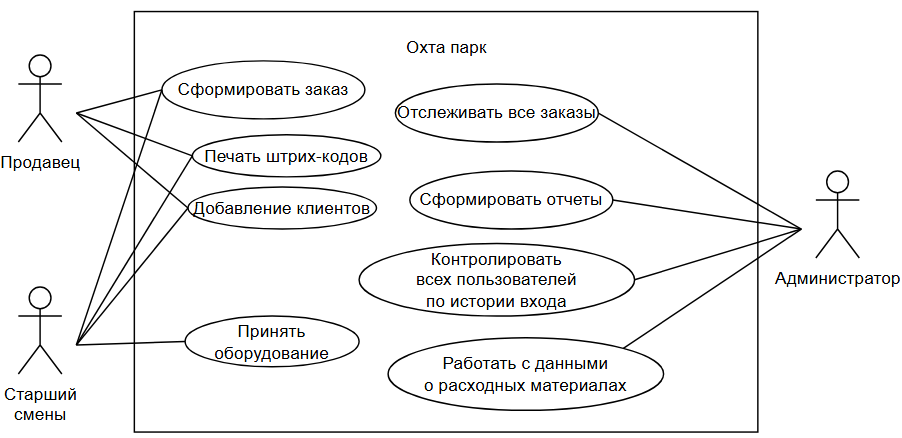 Охта парк
Сформировать заказ
Отслеживать все заказы
Продавец
Печать штрих-кодов
Добавление клиентов
Сформировать отчеты
Контролировать
всех пользователей
по истории входа
Администратор
Принять
оборудование
Работать с данными
о расходных материалах
Старший
смены